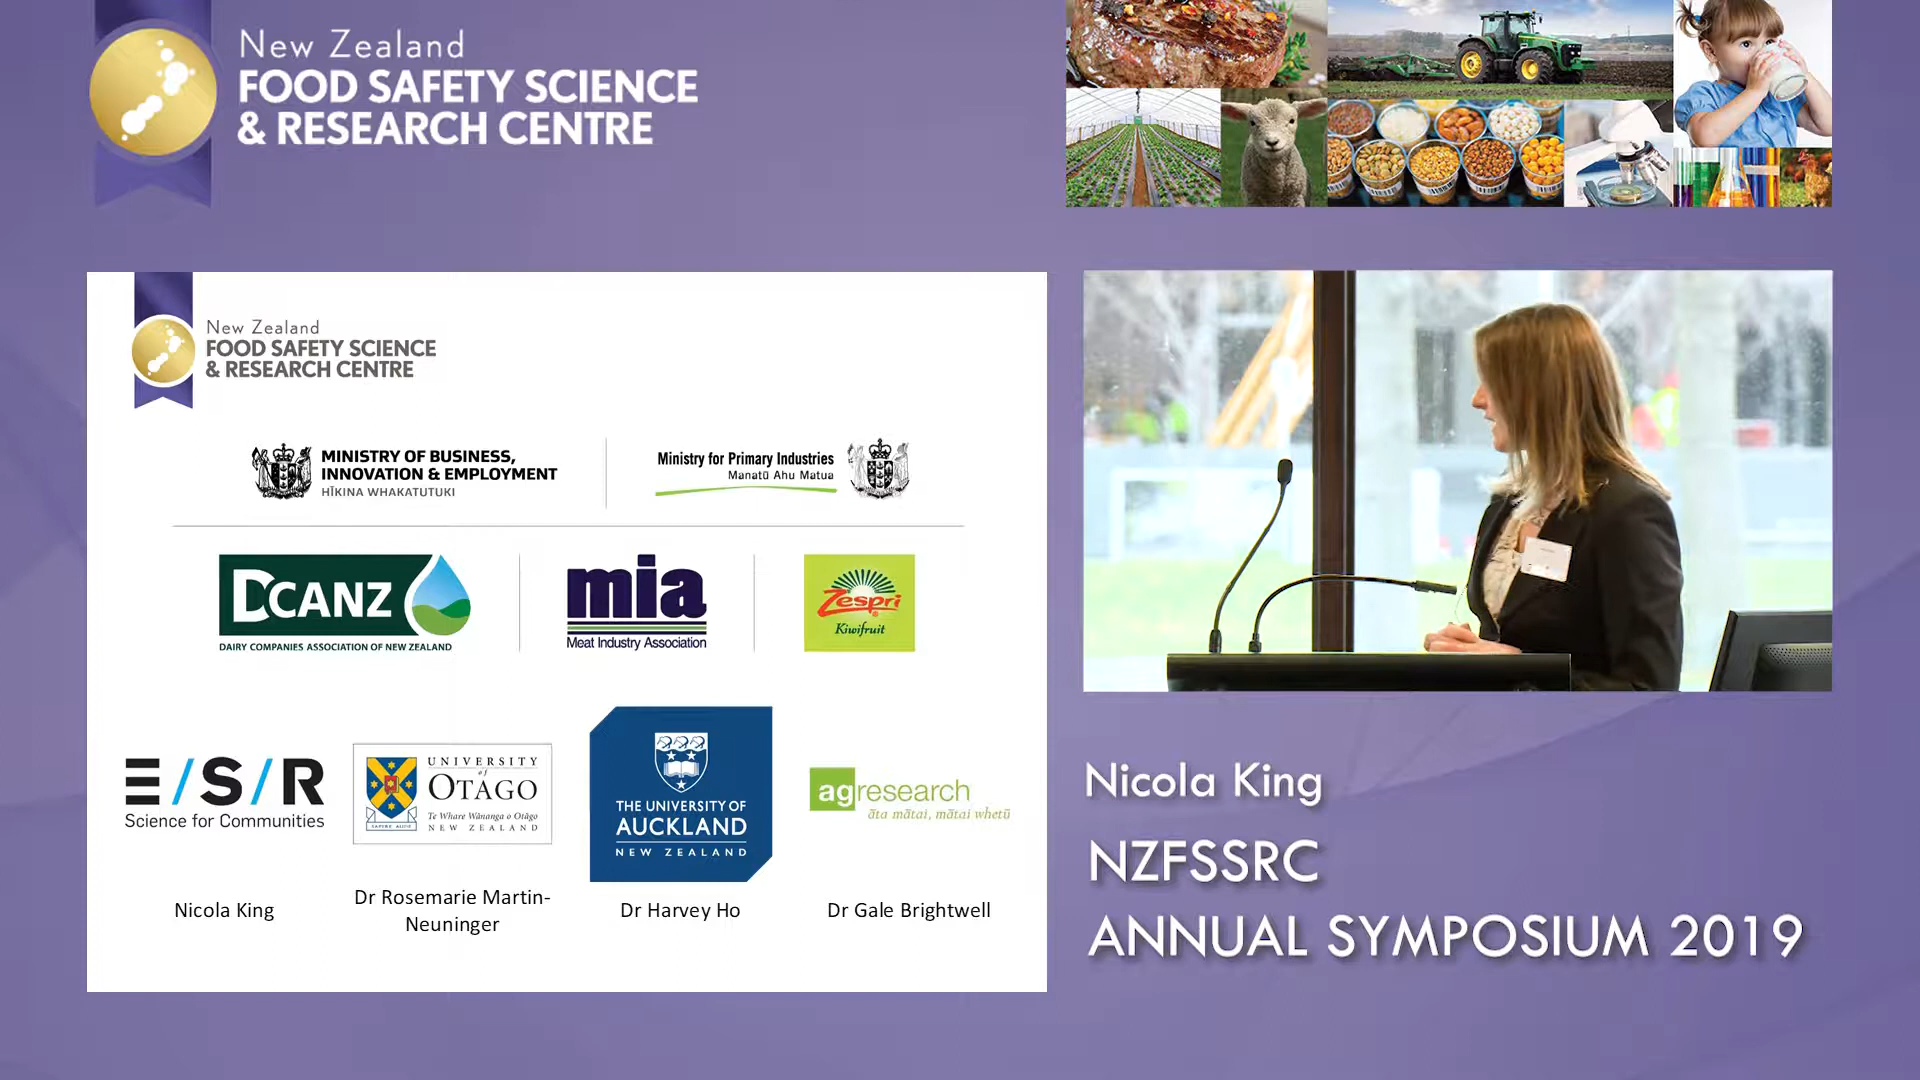 New Zealand
FOOD SAFETY SCIENCE
& RESEARCH CENTRE
New Zealand
FOOD SAFETY SCIENCE
& RESEARCH CENTRE
MINISTRY OF BUSINESS,
INNOVATION & EMPLOYMENT
HĪKINA WHAKATUTUKI
Ministry for Primary Industries
Manatū Ahu Matua
DCANZ
DAIRY COMPANIES ASSOCIATION OF NEW ZEALAND
mia
Meat Industry Association
Zespri
®
Kiwifruit
E/S/R
Science for Communities
UNIVERSITY
of
OTAGO
Te Whare Wānanga o Otāgo
NEW ZEALAND
SAPERE AUDE
THE UNIVERSITY OF
AUCKLAND
NEW ZEALAND
agresearch
āta mātai, mātai whetū
Nicola King
Dr Rosemarie Martin-
Neuninger
Dr Harvey Ho
Dr Gale Brightwell
Nicola King
NZFSSRC
ANNUAL SYMPOSIUM 2019